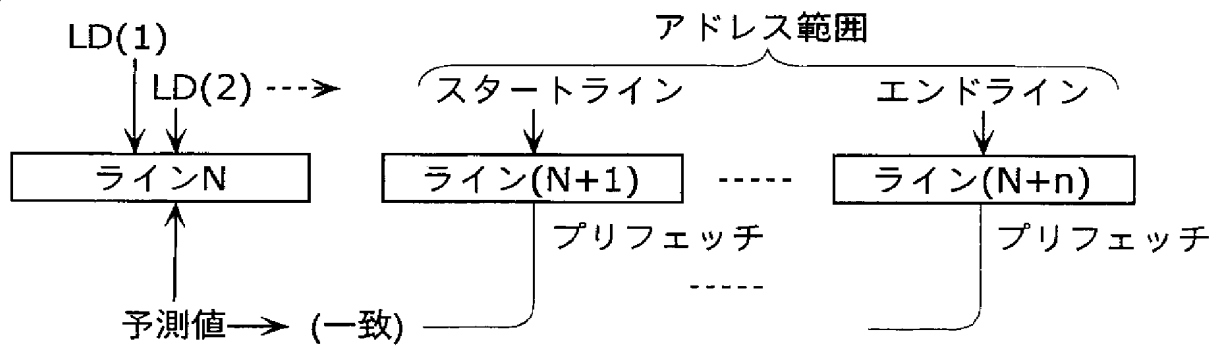 LD(1)
アドレス範囲
LD(2)
スタートライン
エンドライン
ラインN
ライン(N+1)
ライン(N+n)
プリフェッチ
プリフェッチ
予測値
(一致)